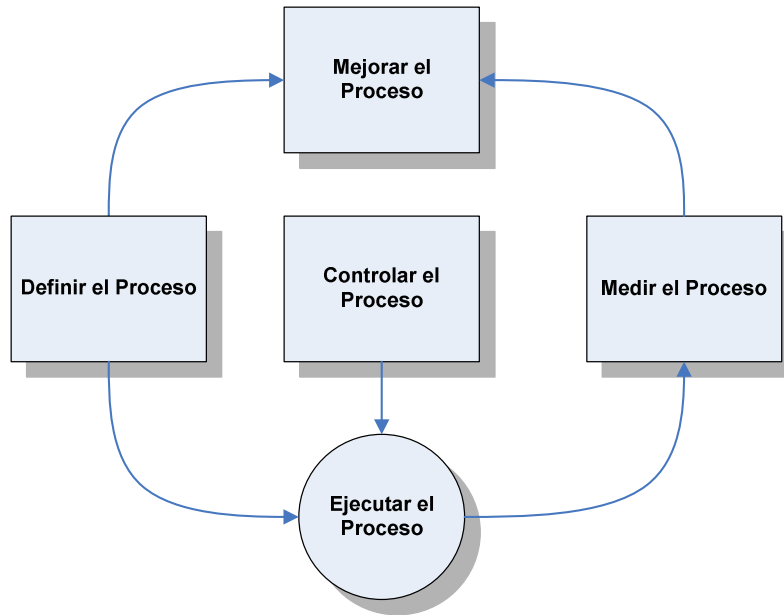 Mejorar el
Proceso
Definir el Proceso
Controlar el
Proceso
Medir el Proceso
Ejecutar el
Proceso